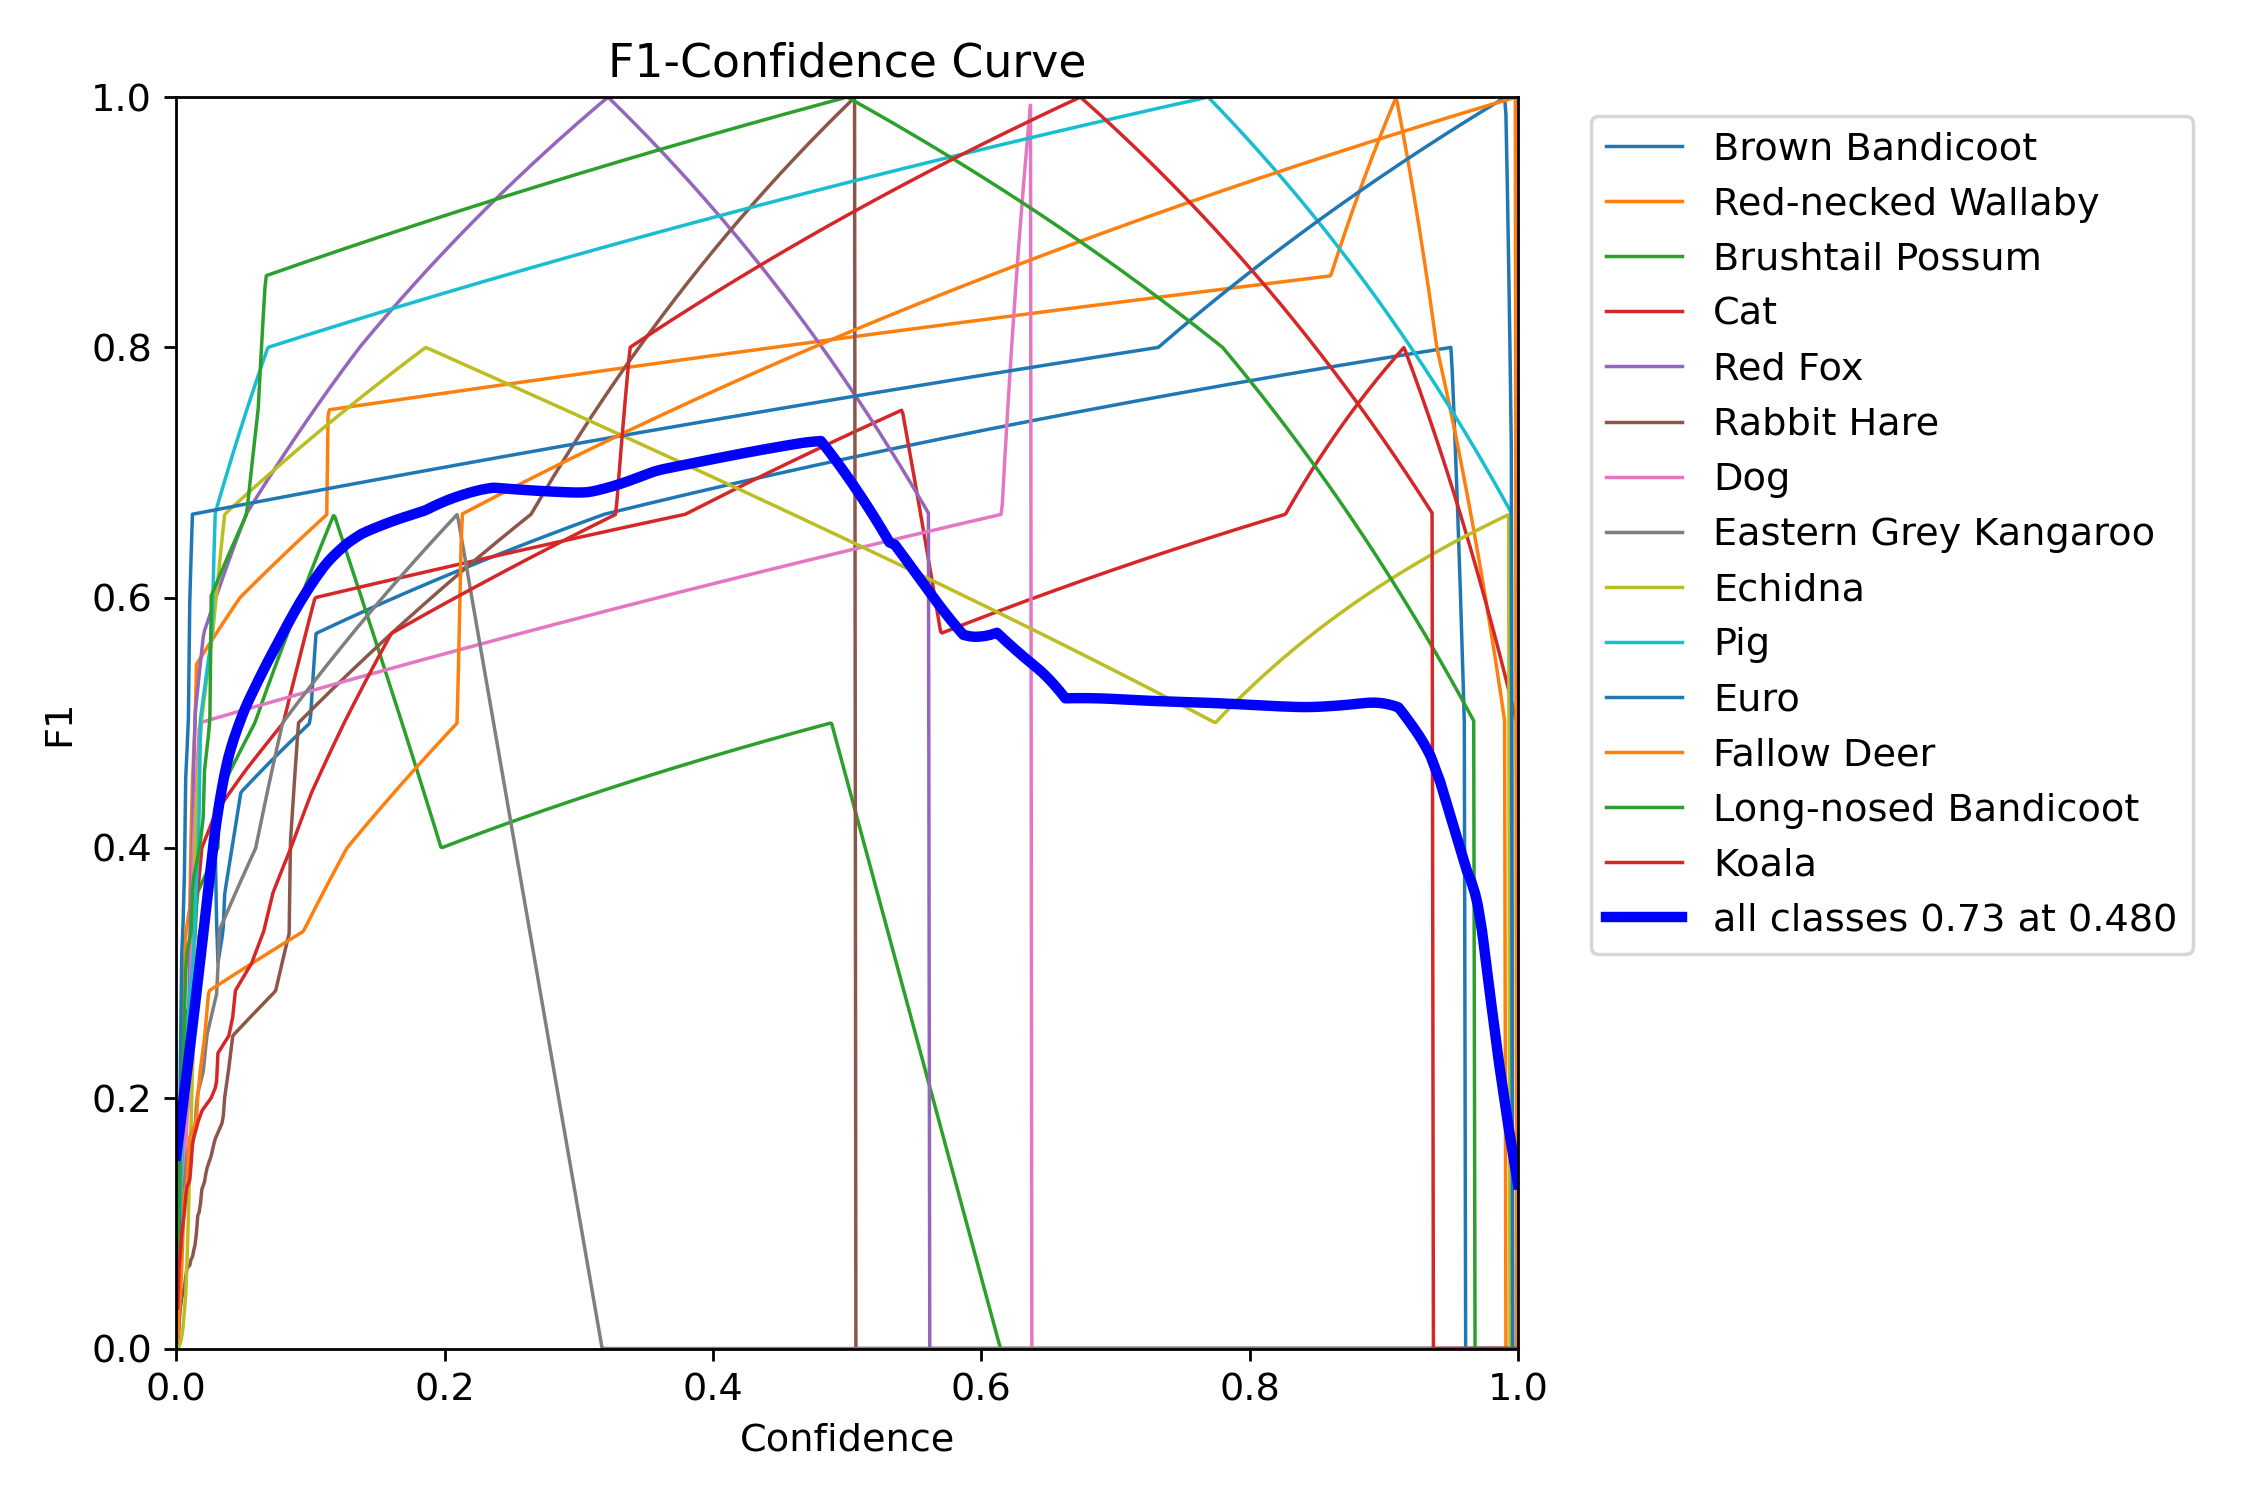 F1-Confidence Curve
1.0
0.8
0.6
0.4
0.2
0.0
F1
0.0 0.2 0.4 0.6 0.8 1.0
Confidence
Brown Bandicoot
Red-necked Wallaby
Brushtail Possum
Cat
Red Fox
Rabbit Hare
Dog
Eastern Grey Kangaroo
Echidna
Pig
Euro
Fallow Deer
Long-nosed Bandicoot
Koala
all classes 0.73 at 0.480